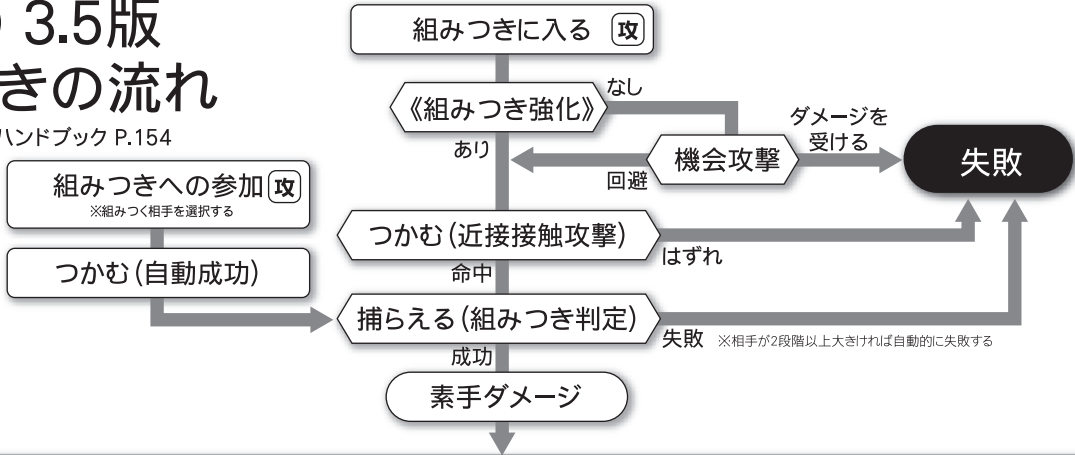 3.5版
きの流れ
ハンドブック P.154
組みつきに入る 攻
《組みつき強化》
なし
あり
機会攻撃
回避
ダメージを
受ける
失敗
組みつきへの参加 攻
※組みつく相手を選択する
つかむ(自動成功)
つかむ(近接接触攻撃)
はずれ
命中
捕らえる(組みつき判定)
失敗 ※相手が2段階以上大きければ自動的に失敗する
成功
素手ダメージ